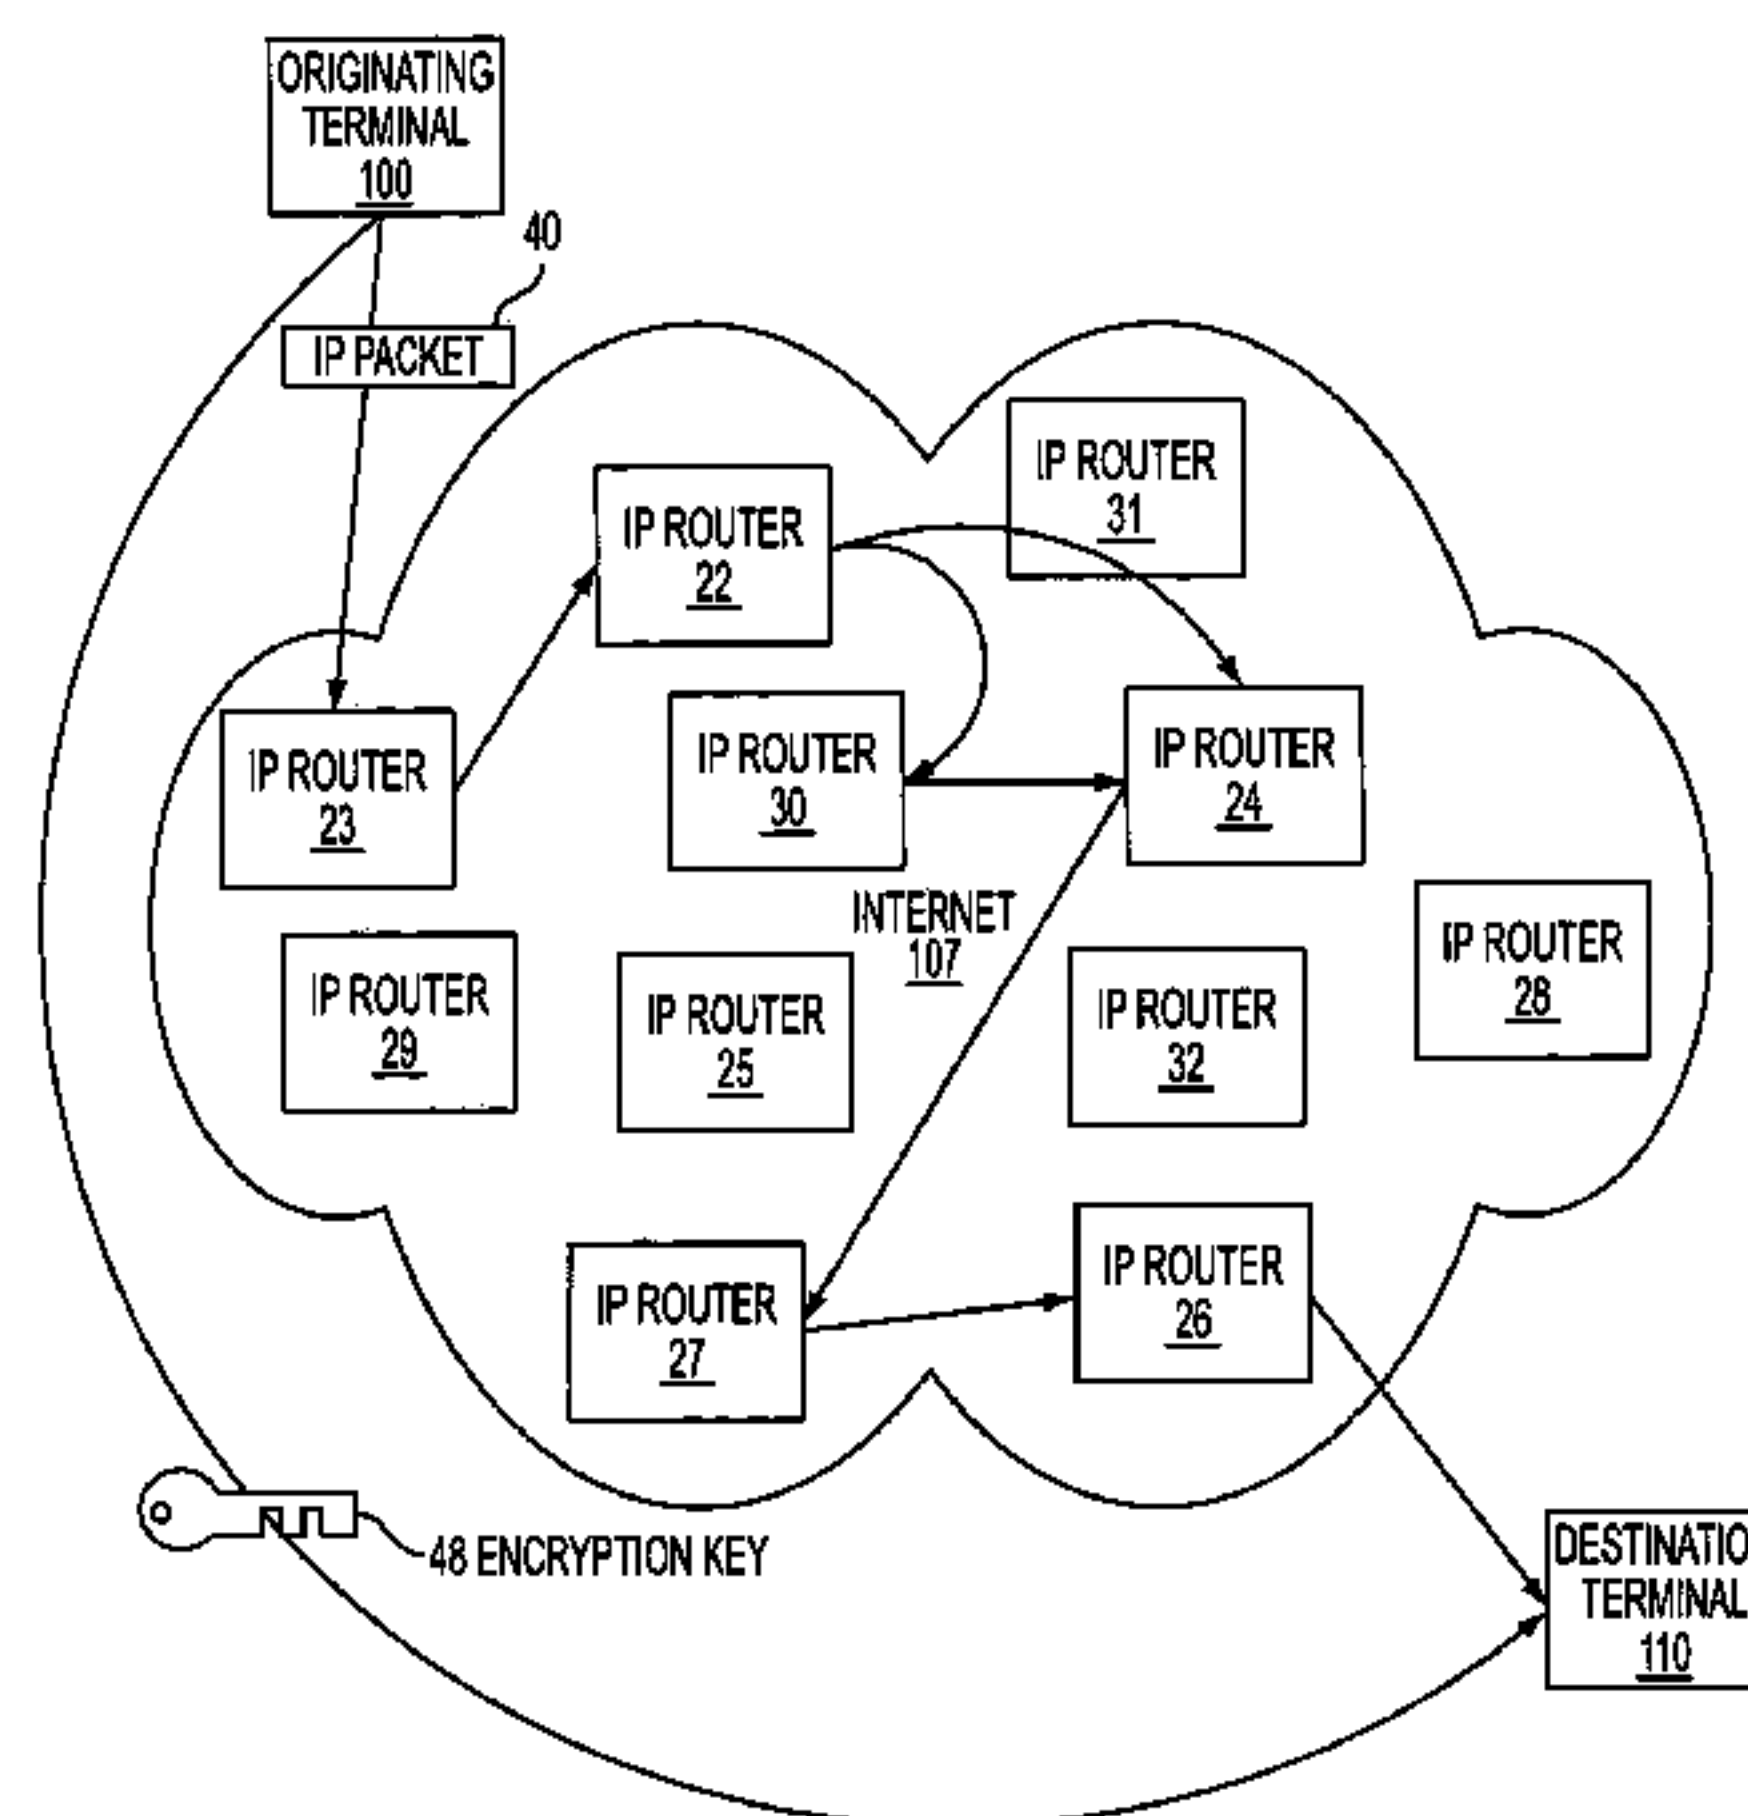 ORIGINATING
TERMINAL
100
40
IP PACKET
IP ROUTER
31
IP ROUTER
22
IP ROUTER
23
IP ROUTER
30
IP ROUTER
24
INTERNET
107
IP ROUTER
28
IP ROUTER
29
IP ROUTER
25
IP ROUTER
32
IP ROUTER
27
IP ROUTER
26
48 ENCRYPTION KEY
DESTINATIO
TERMINAL
110